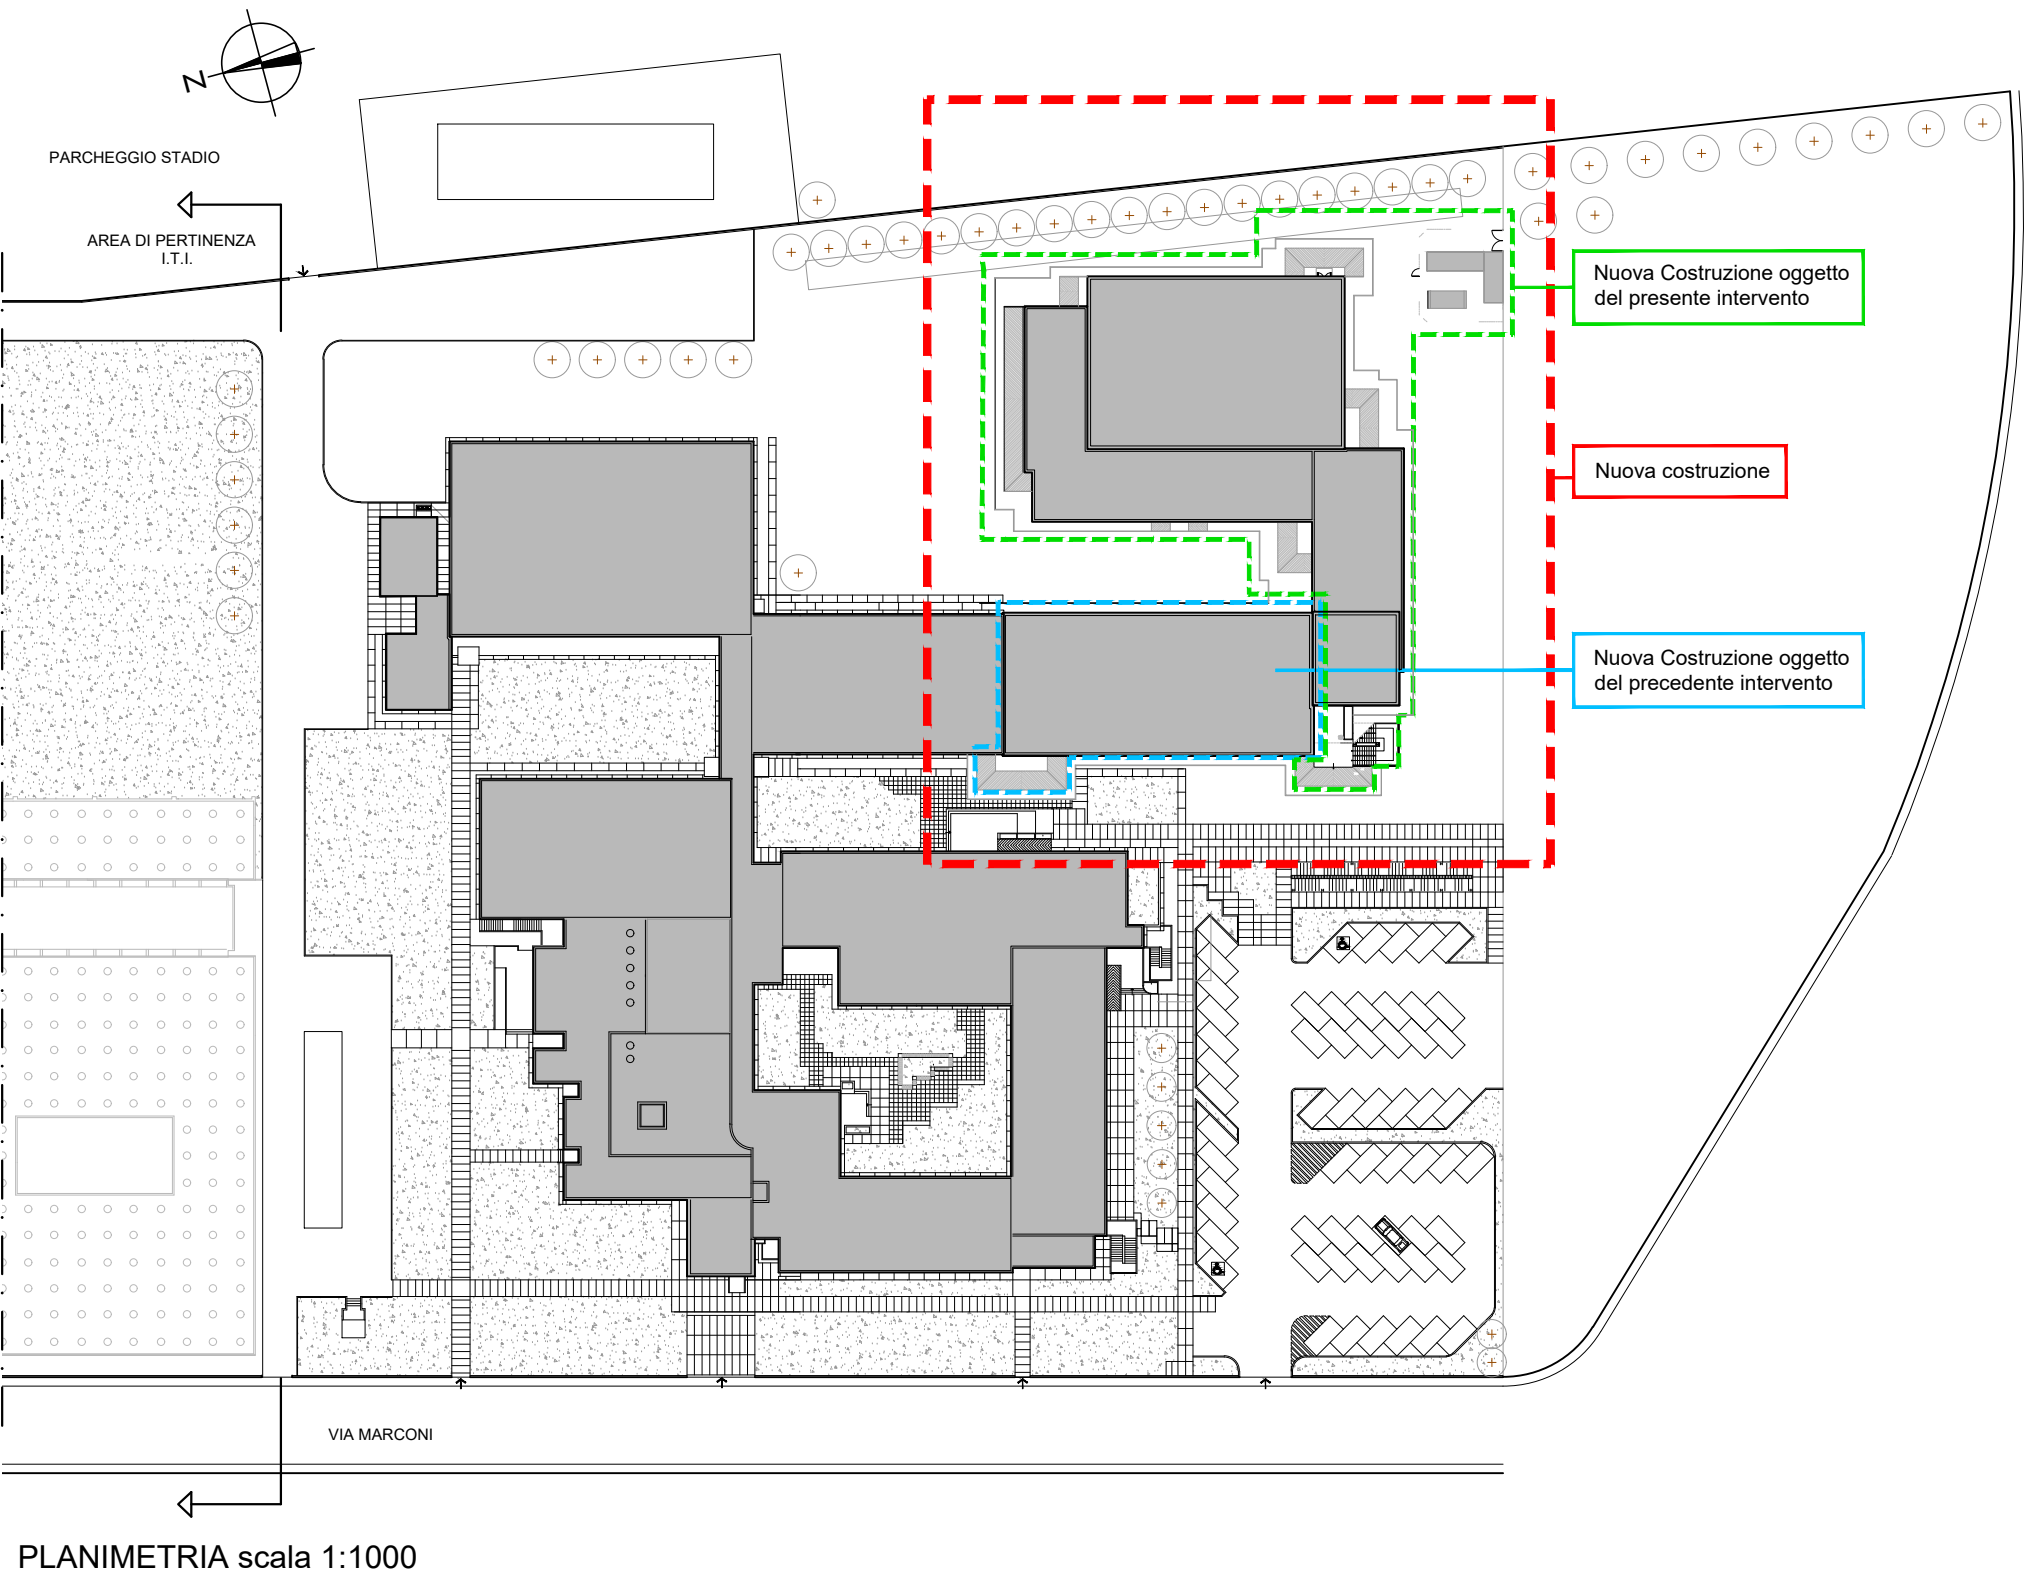 N
PARCHEGGIO STADIO
AREA DI PERTINENZA
I.T.I.
Nuova Costruzione oggetto
del presente intervento
Nuova costruzione
Nuova Costruzione oggetto
del precedente intervento
VIA MARCONI
PLANIMETRIA scala 1:1000